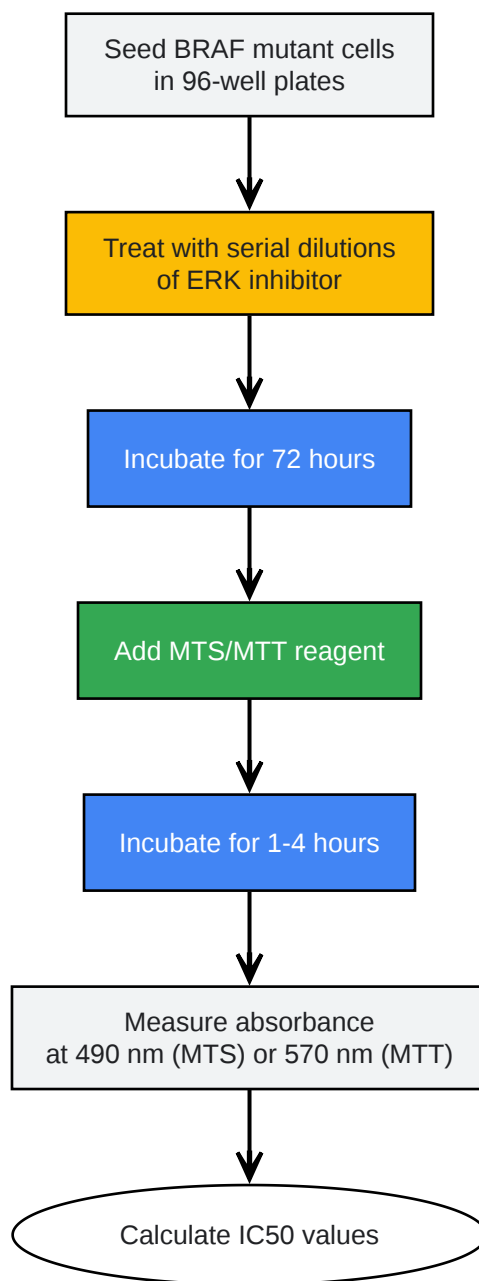 Seed BRAF mutant cells
in 96-well plates
Treat with serial dilutions
of ERK inhibitor
Incubate for 72 hours
Add MTS/MTT reagent
Incubate for 1-4 hours
Measure absorbance
at 490 nm (MTS) or 570 nm (MTT)
Calculate IC50 values